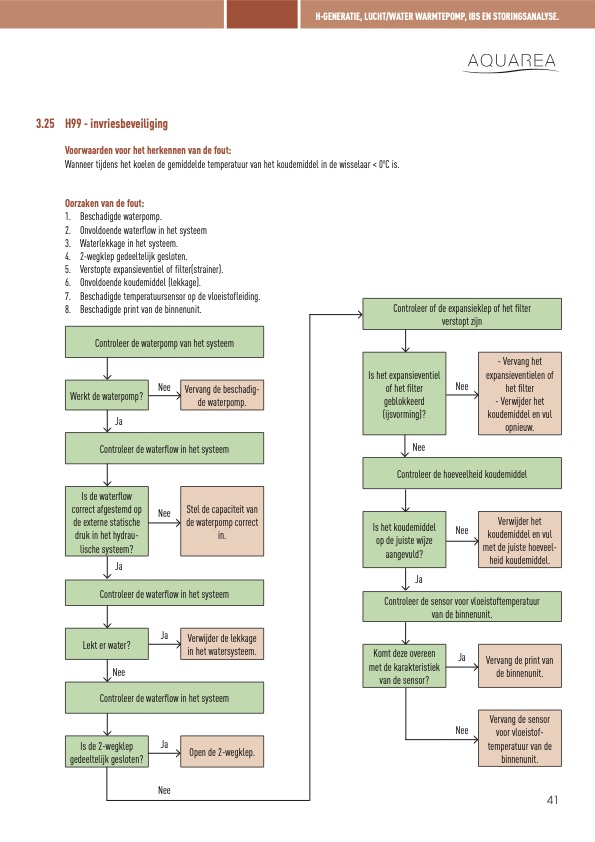 H-GENERATIE, LUCHT/WATER WARMTEPOMP, IBS EN STORINGSANALYSE.
AQUAREA
3.25 H99 - invriesbeveiliging
Voorwaarden voor het herkennen van de fout:
Wanneer tijdens het koelen de gemiddelde temperatuur van het koudemiddel in de wisselaar < 0°C is.
Oorzaken van de fout:
1. Beschadigde waterpomp.
2. Onvoldoende waterflow in het systeem
3. Waterlekkage in het systeem.
4. 2-wegklep gedeeltelijk gesloten.
5. Verstopte expansieventiel of filter(strainer).
6. Onvoldoende koudemiddel (lekkage).
7. Beschadigde temperatuursensor op de vloeistofleiding.
8. Beschadigde print van de binnenunit.
Controleer de waterpomp van het systeem
Werkt de waterpomp?
Nee
Vervang de beschadig-
de waterpomp.
Ja
Controleer de waterflow in het systeem
Is de waterflow
correct afgestemd op
de externe statische
druk in het hydrau-
lische systeem?
Nee
Stel de capaciteit van
de waterpomp correct
in.
Ja
Controleer de waterflow in het systeem
Lekt er water?
Ja
Verwijder de lekkage
in het watersysteem.
Nee
Controleer de waterflow in het systeem
Is de 2-wegklep
gedeeltelijk gesloten?
Ja
Open de 2-wegklep.
Nee
Controleer of de expansieklep of het filter
verstopt zijn
Is het expansieventiel
of het filter
geblokkeerd
(ijsvorming)?
Nee
- Vervang het
expansieventielen of
het filter
- Verwijder het
koudemiddel en vul
opnieuw.
Nee
Controleer de hoeveelheid koudemiddel
Is het koudemiddel
op de juiste wijze
aangevuld?
Nee
Verwijder het
koudemiddel en vul
met de juiste hoeveel-
heid koudemiddel.
Ja
Controleer de sensor voor vloeistoftemperatuur
van de binnenunit.
Komt deze overeen
met de karakteristiek
van de sensor?
Ja
Vervang de print van
de binnenunit.
Nee
Vervang de sensor
voor vloeistof-
temperatuur van de
binnenunit.
41